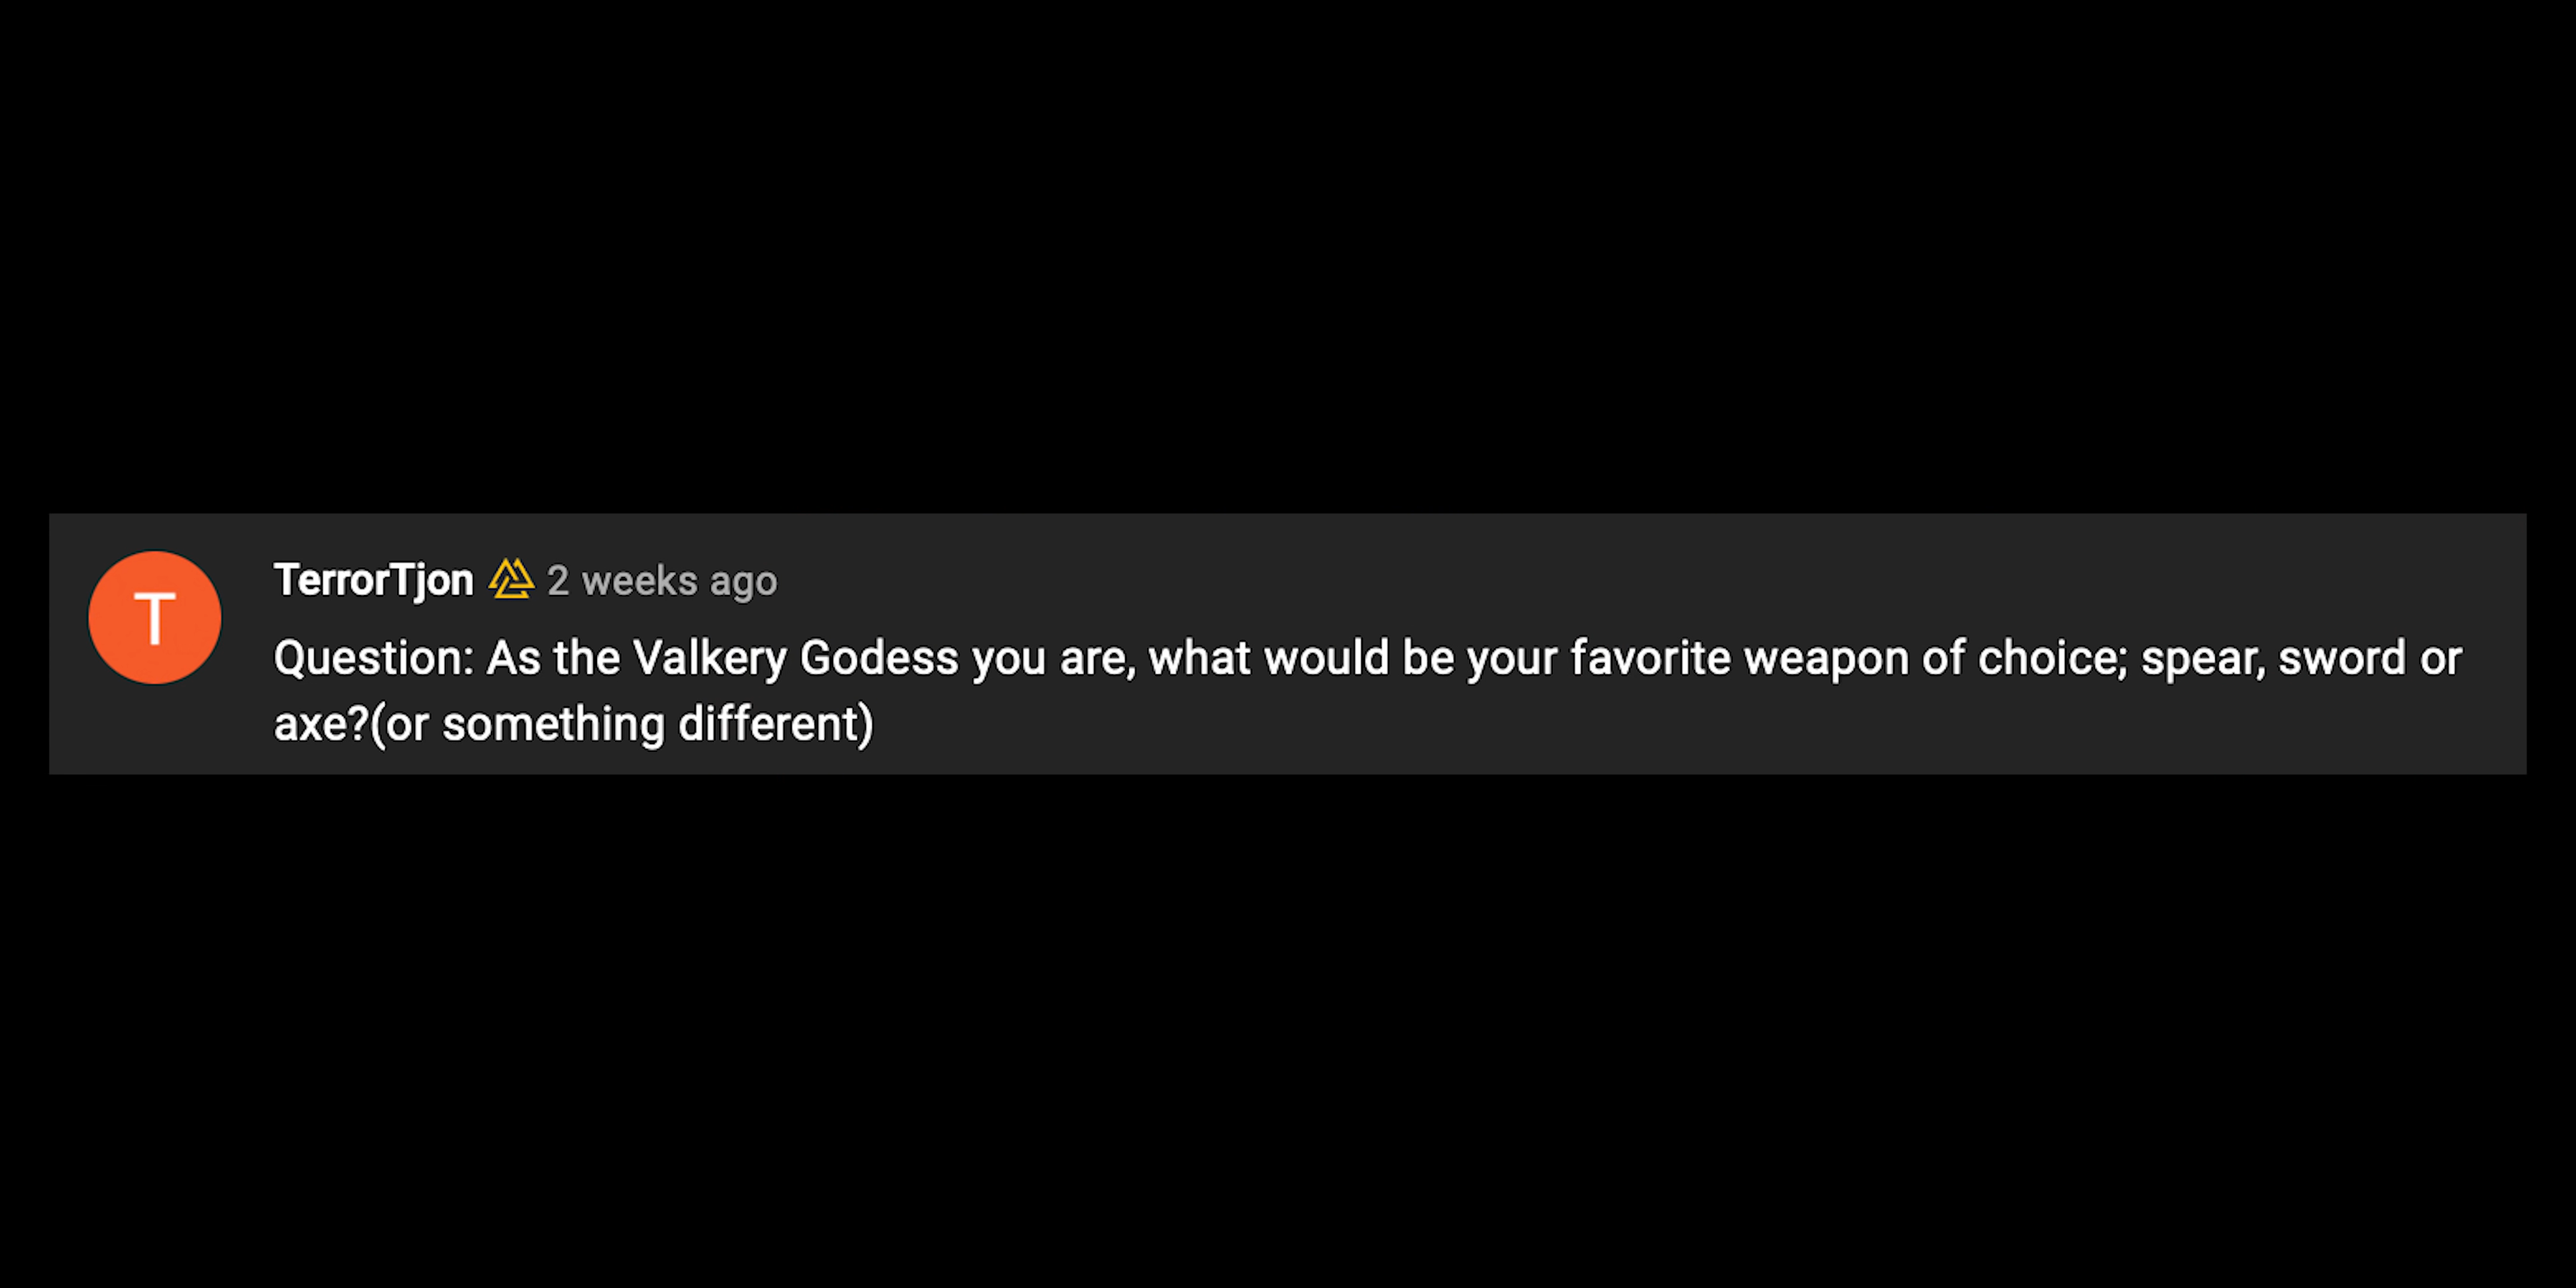 T
TerrorTjon 2 weeks ago
Question: As the Valkery Godess you are, what would be your favorite weapon of choice; spear, sword or
axe?(or something different)